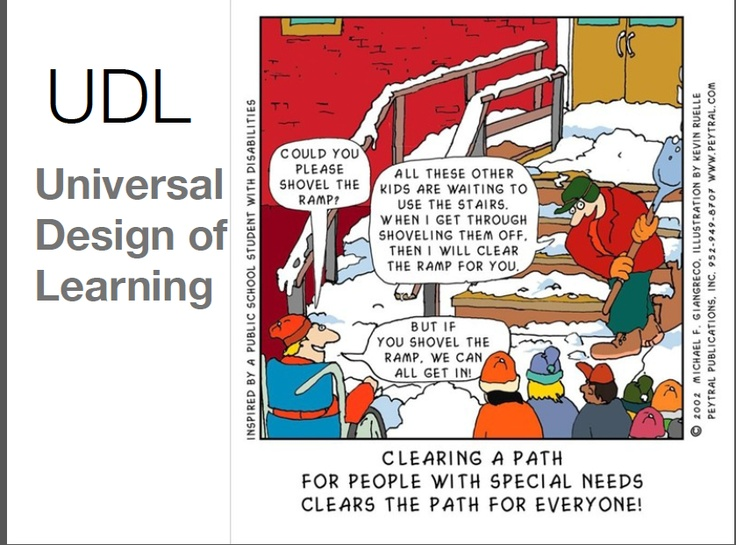 UDL
Universal
Design of
Learning
INSPIRED BY A PUBLIC SCHOOL STUDENT WITH DISABILITIES
COULD YOU
PLEASE
SHOVEL THE
RAMP?
ALL THESE OTHER
KIDS ARE WAITING TO
USE THE STAIRS.
WHEN I GET THROUGH
SHOVELING THEM OFF,
THEN I WILL CLEAR
THE RAMP FOR YOU.
BUT IF
YOU SHOVEL THE
RAMP, WE CAN
ALL GET IN!
© 2002 MICHAEL F. GIANGRECO, ILLUSTRATION BY KEVIN RUELLE
PEYTRAL PUBLICATIONS, INC. 952-949-8707 WWW.PEYTRAL.COM
CLEARING A PATH
FOR PEOPLE WITH SPECIAL NEEDS
CLEARS THE PATH FOR EVERYONE!